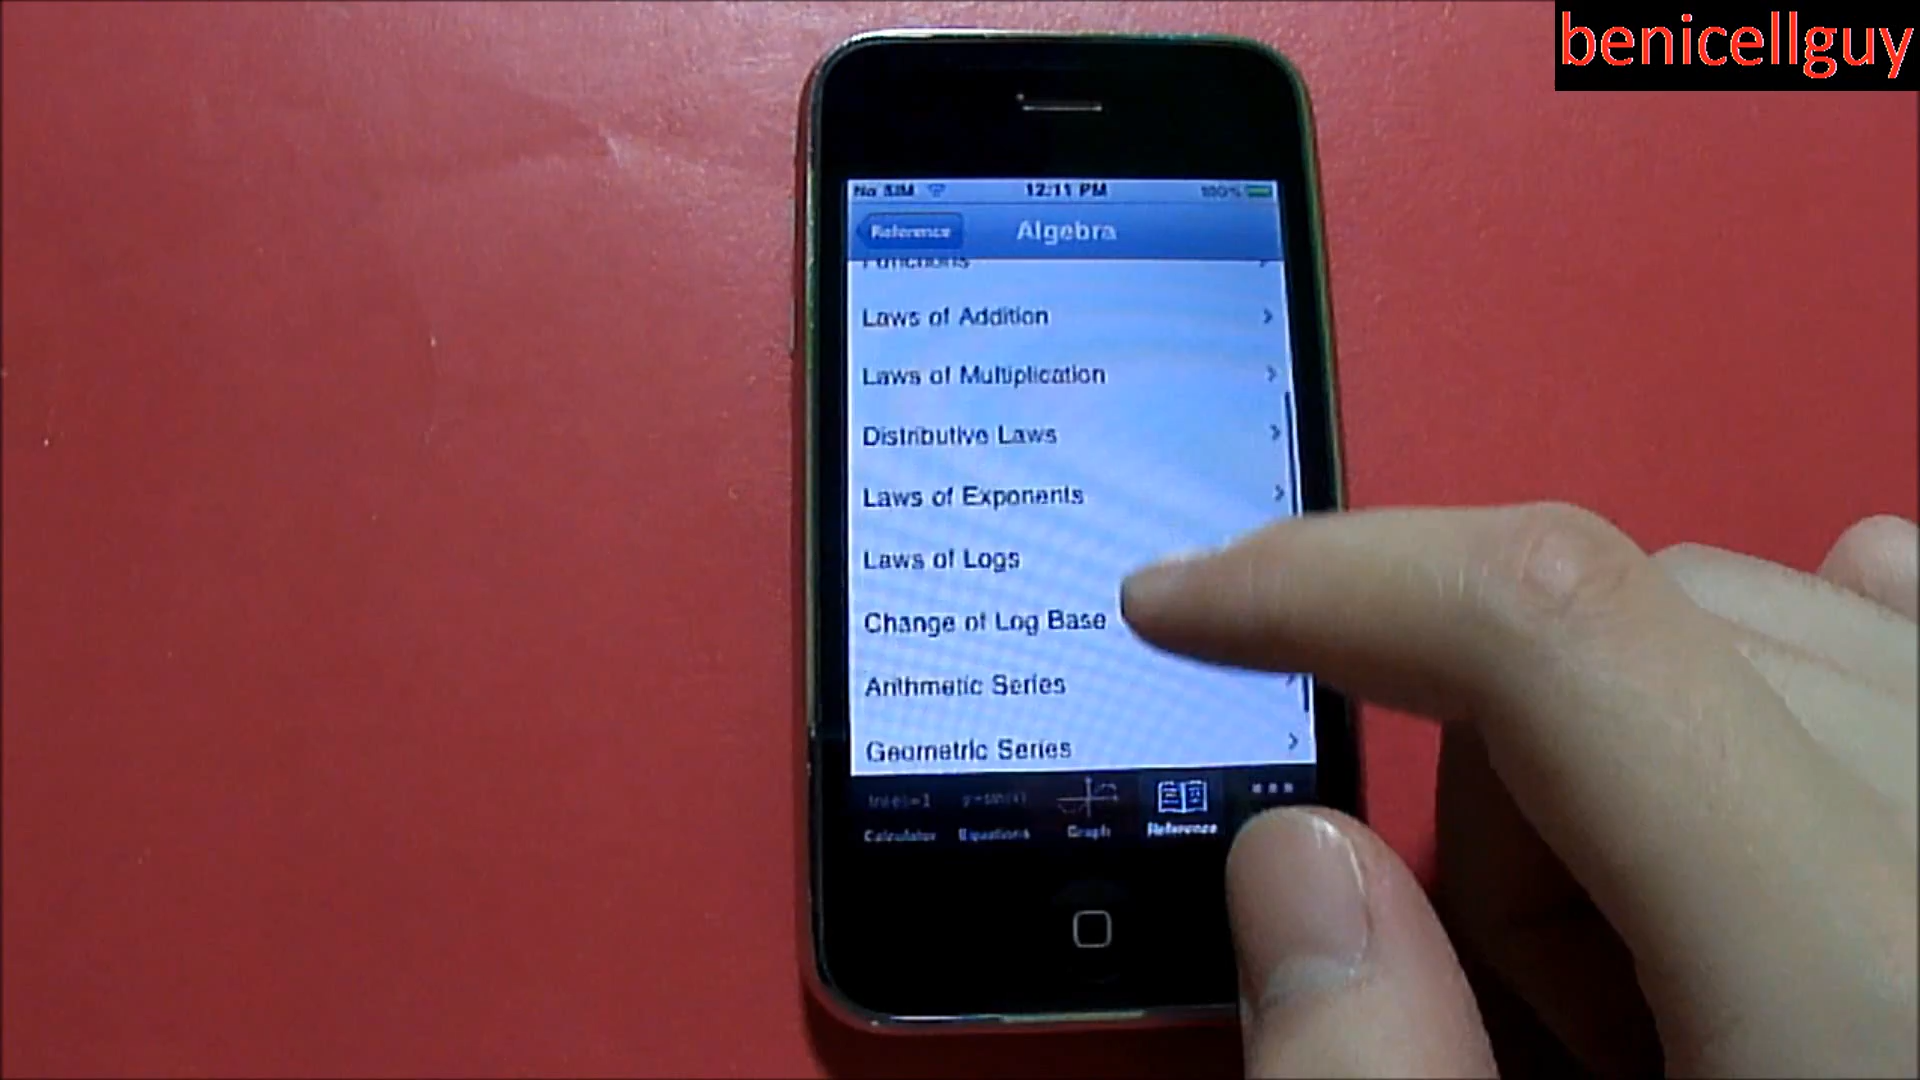 benicellguy
No SIM 12:11 PM 100%
Reference Algebra
Functions
Laws of Addition
Laws of Multiplication
Distributive Laws
Laws of Exponents
Laws of Logs
Change of Log Base
Arithmetic Series
Geometric Series
Calculator Equations Graph Reference